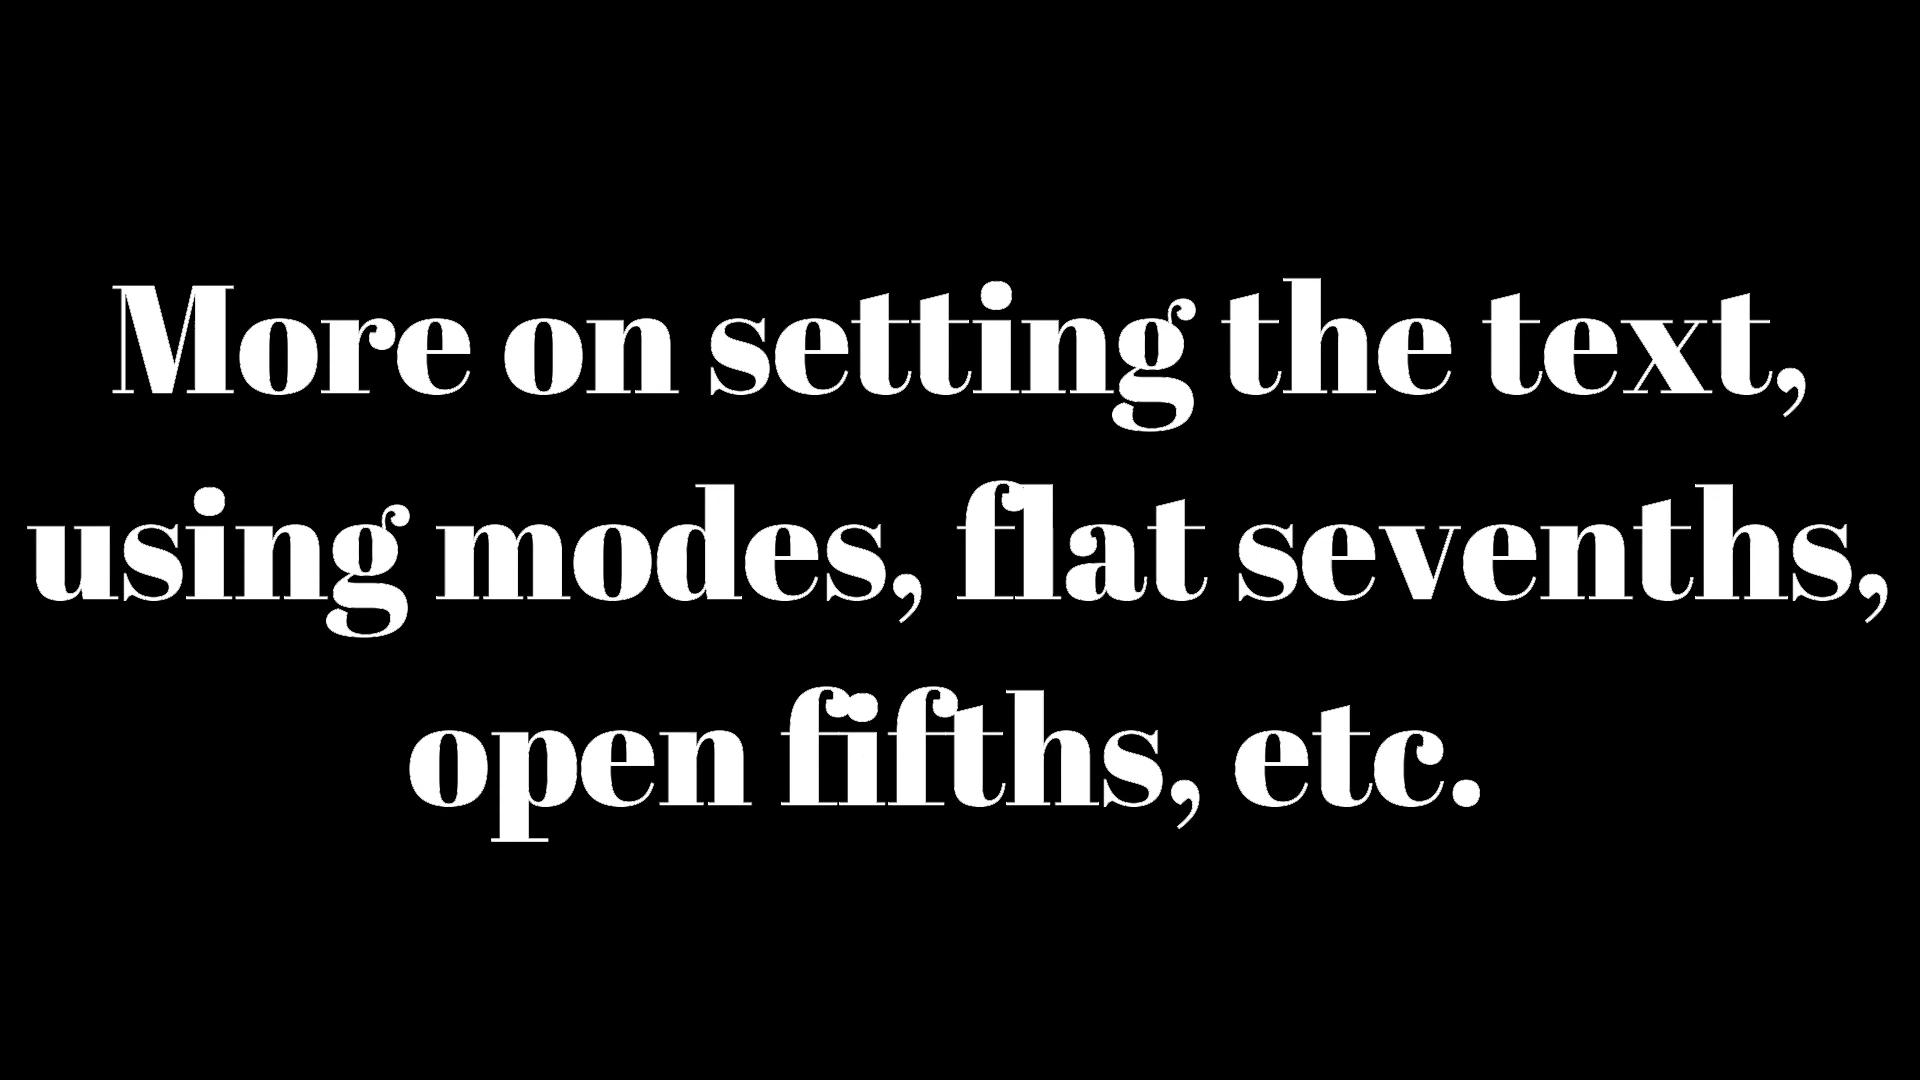 More on setting the text,
using modes, flat sevenths,
open fifths, etc.